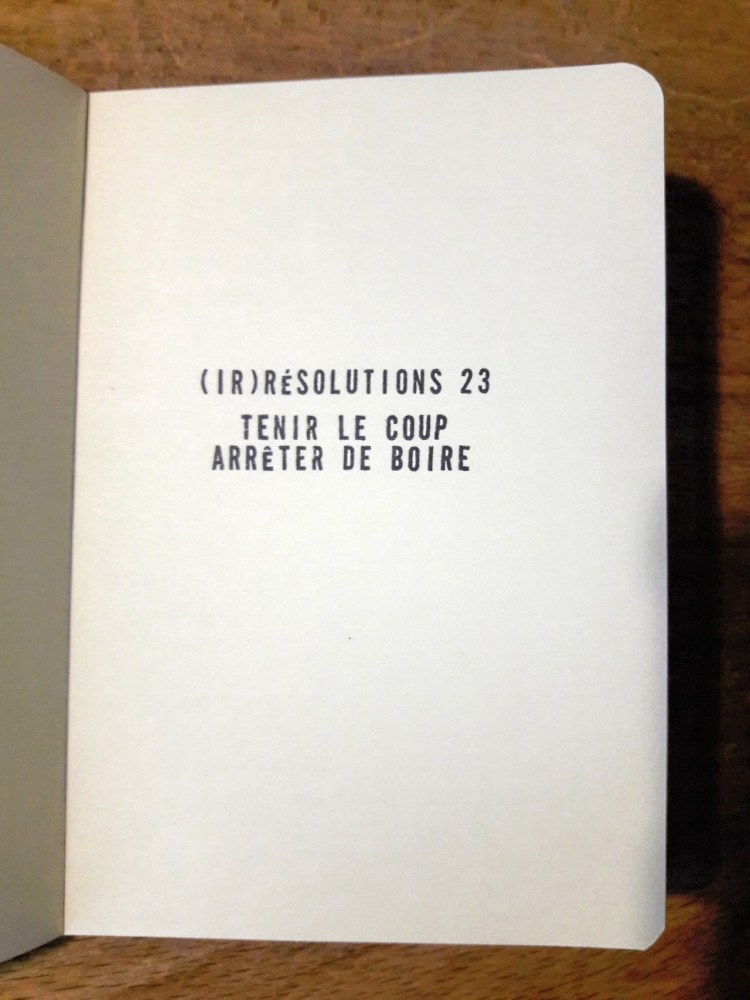 (IR)RÉSOLUTIONS 23
TENIR LE COUP
ARRÊTER DE BOIRE